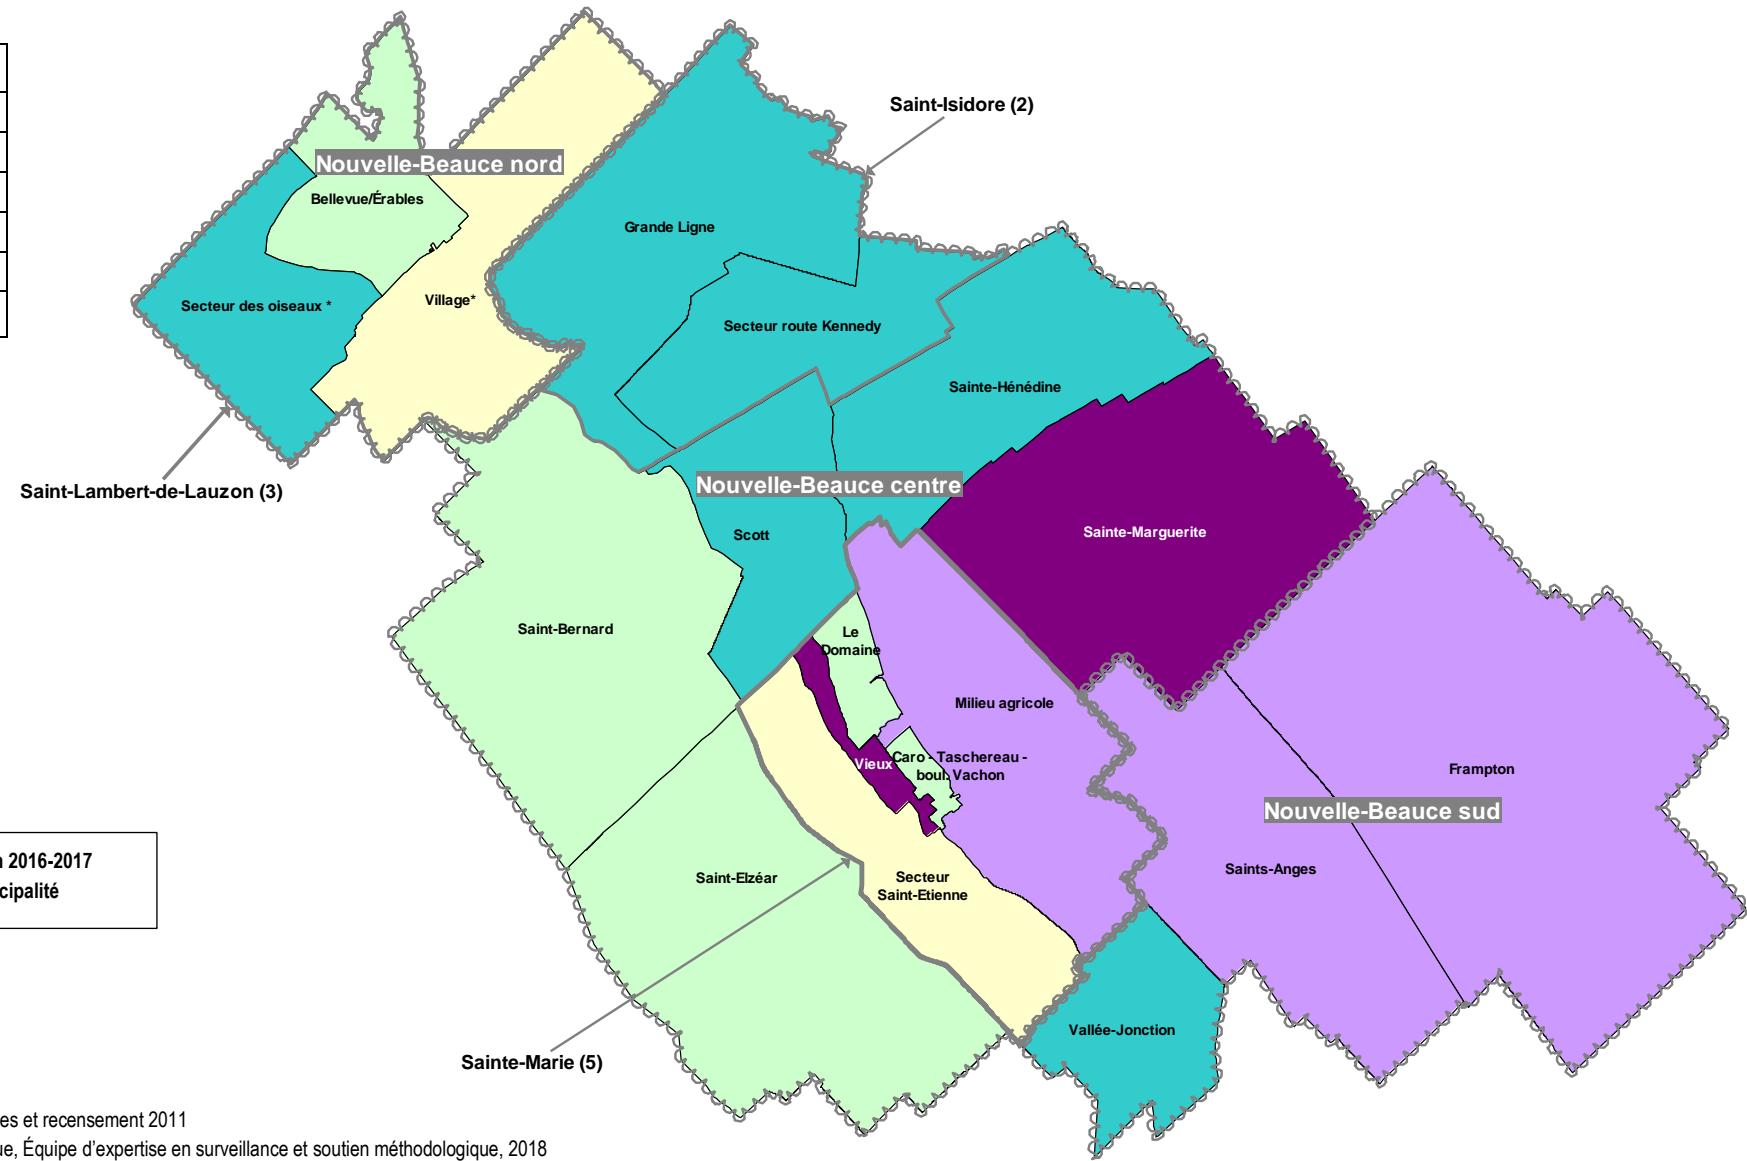 Saint-Isidore (2)
Nouvelle-Beauce nord
Bellevue/Érables
Grande Ligne
Secteur des oiseaux *
Village*
Secteur route Kennedy
Sainte-Hénédine
Saint-Lambert-de-Lauzon (3)
Nouvelle-Beauce centre
Scott
Sainte-Marguerite
Saint-Bernard
Le
Domaine
Milieu agricole
Vieux
Caro - Taschereau -
boul. Vachon
Frampton
Nouvelle-Beauce sud
Saints-Anges
Saint-Elzéar
Secteur
Saint-Etienne
2016-2017
cipalité
Vallée-Jonction
Sainte-Marie (5)
es et recensement 2011
ue, Équipe d'expertise en surveillance et soutien méthodologique, 2018